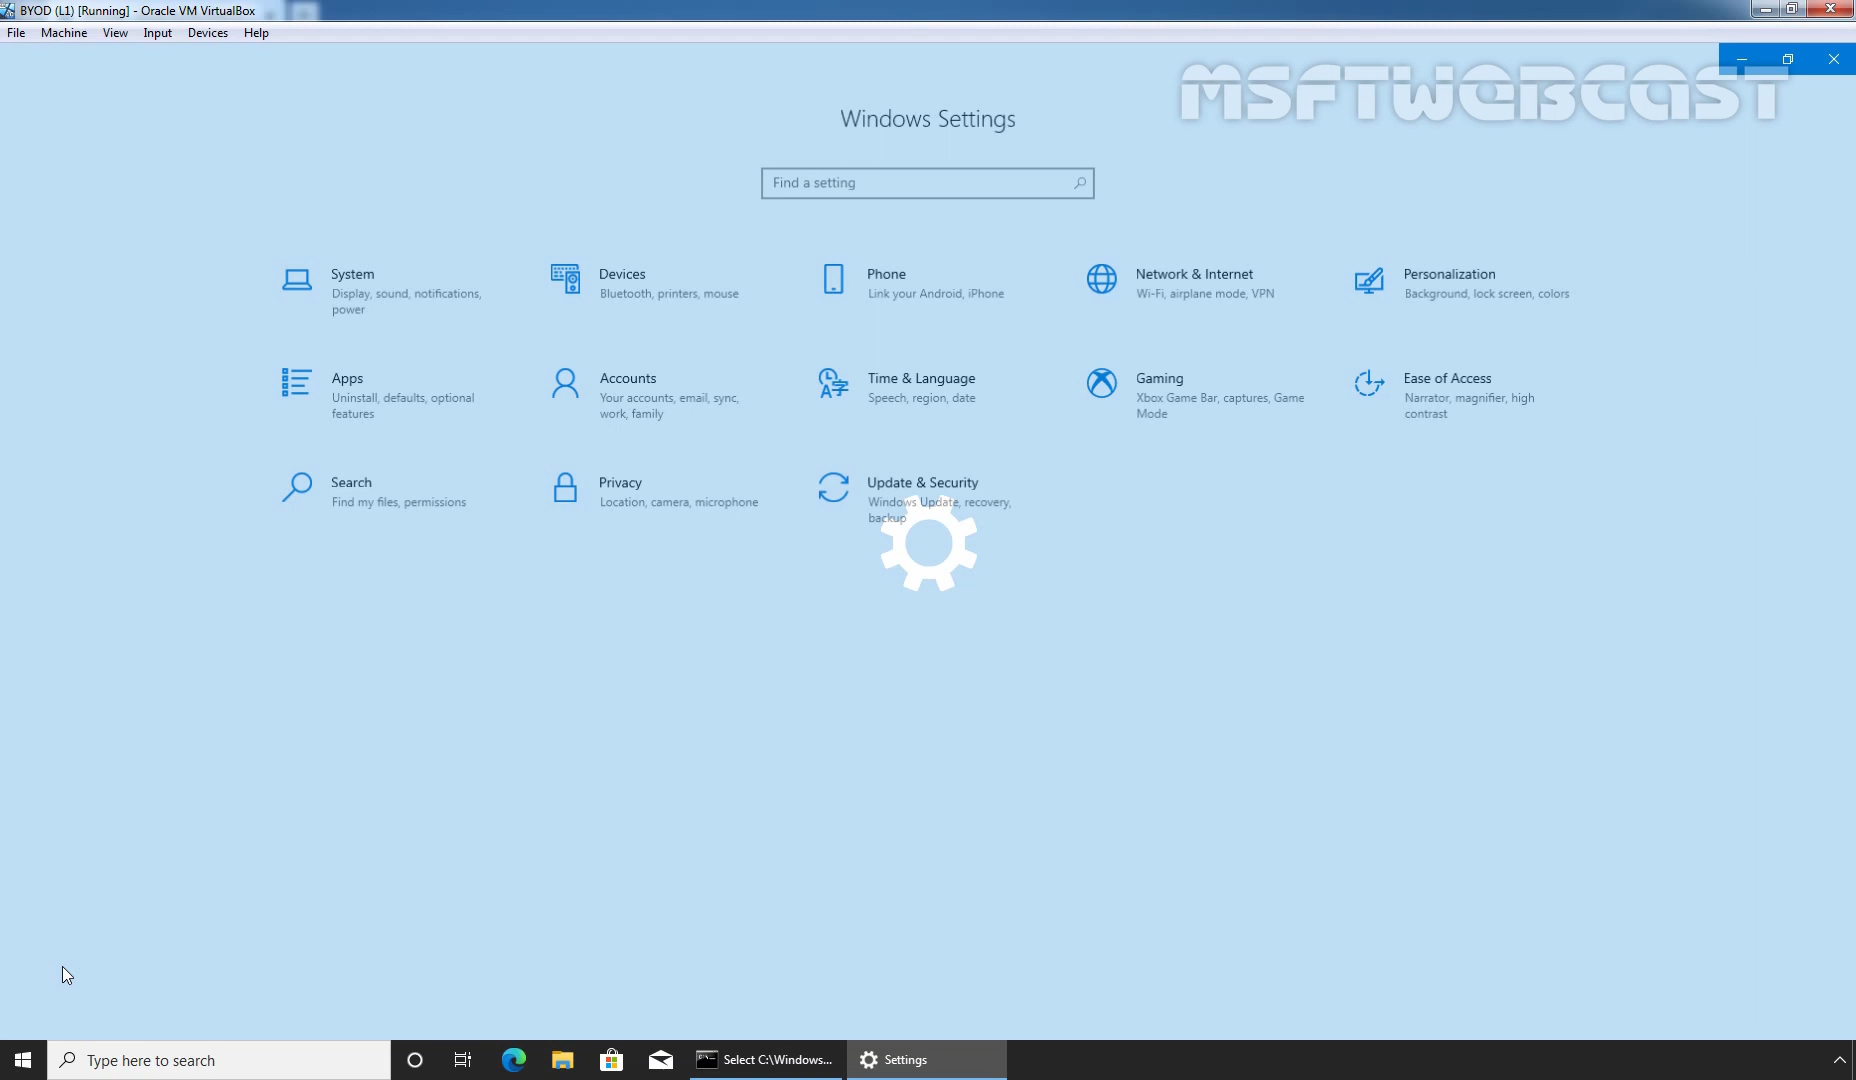 BYOD (L1) [Running] - Oracle VM VirtualBox
File Machine View Input Devices Help
MSFTWEBCAST
Windows Settings
Find a setting
System
Display, sound, notifications,
power
Devices
Bluetooth, printers, mouse
Phone
Link your Android, iPhone
Network & Internet
Wi-Fi, airplane mode, VPN
Personalization
Background, lock screen, colors
Apps
Uninstall, defaults, optional
features
Accounts
Your accounts, email, sync,
work, family
Time & Language
Speech, region, date
Gaming
Xbox Game Bar, captures, Game
Mode
Ease of Access
Narrator, magnifier, high
contrast
Search
Find my files, permissions
Privacy
Location, camera, microphone
Update & Security
Windows Update, recovery,
backup
Type here to search
Select C:\Windows...
Settings